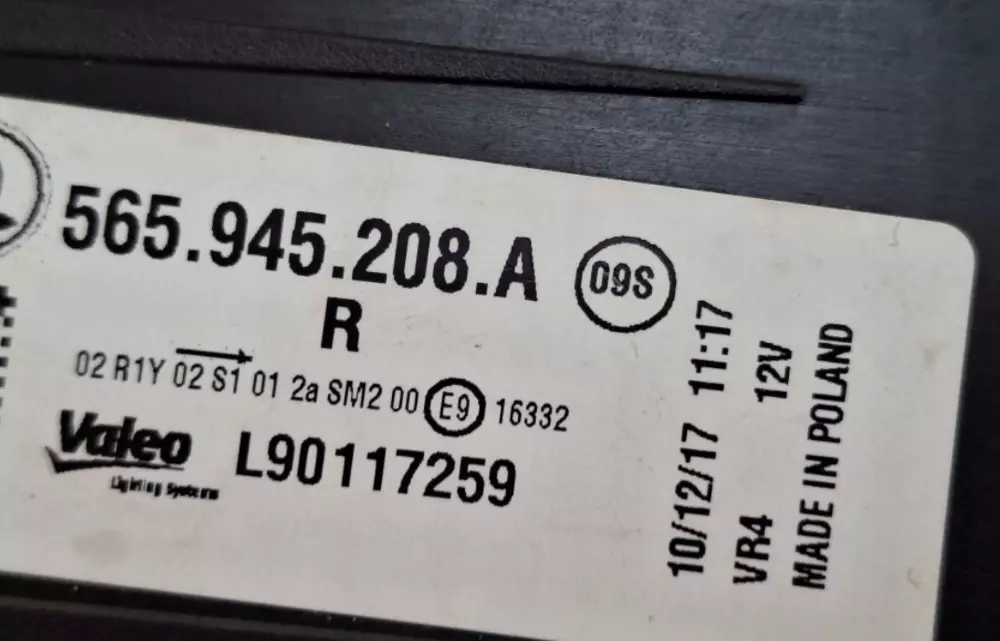 565.945.208.A 09S
R
02 R1Y 02 S1 01 2a SM2 00 E9 16332
Valeo L90117259
Lighting Systems
10/12/17 11:17
VR4 12V
MADE IN POLAND